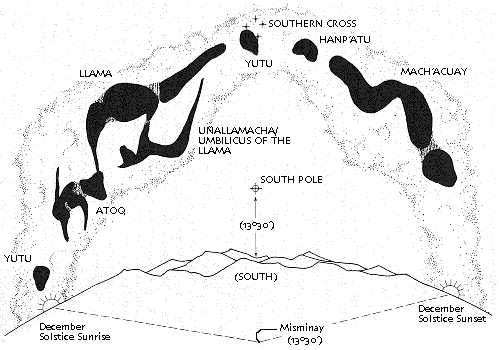 SOUTHERN CROSS
HANP'ATU
YUTU
LLAMA
MACH'ACUAY
UÑALLAMACHA/
UMBILICUS OF THE
LLAMA
SOUTH POLE
ATOQ
(13°30')
YUTU
(SOUTH)
December
Solstice Sunrise
December
Solstice Sunset
Misminay
(13°30')